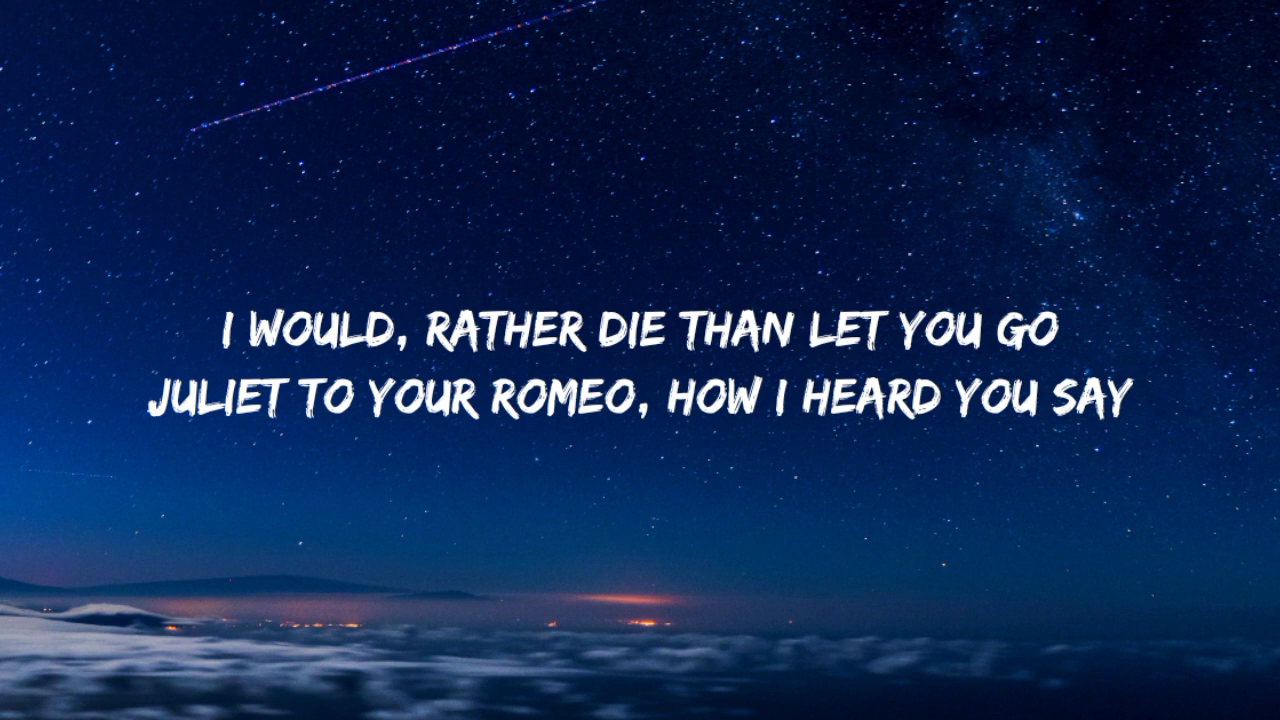 I WOULD, RATHER DIE THAN LET YOU GO
JULIET TO YOUR ROMEO, HOW I HEARD YOU SAY